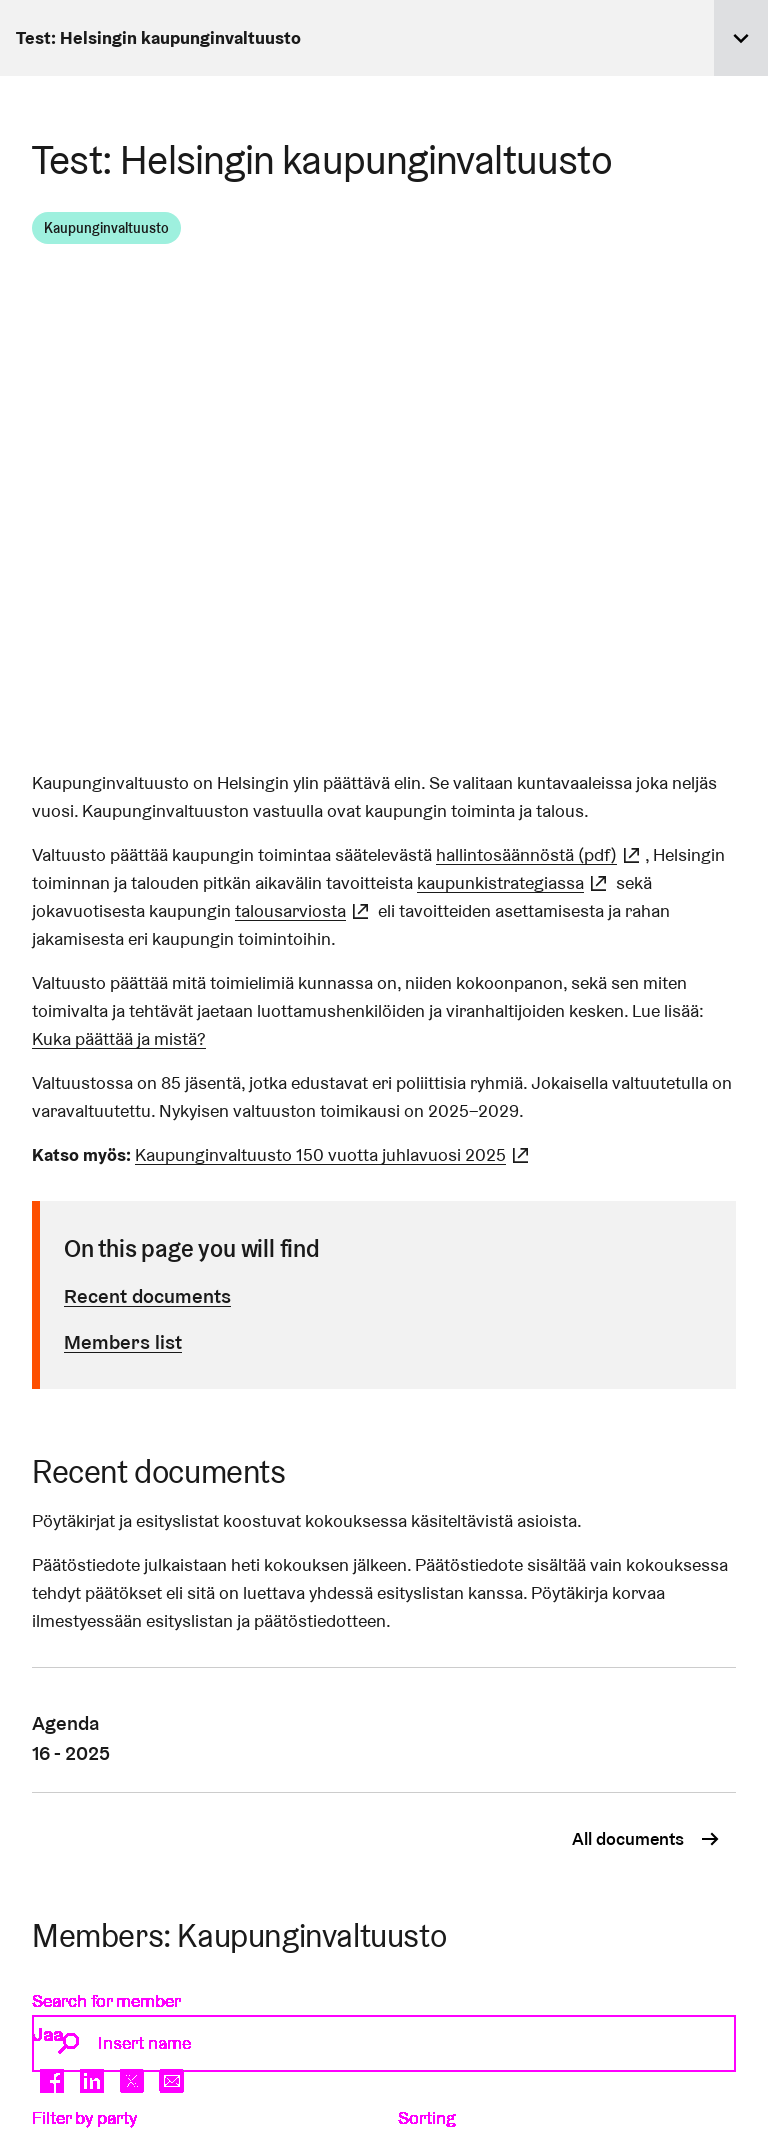 Test: Helsingin kaupunginvaltuusto
Test: Helsingin kaupunginvaltuusto
Kaupunginvaltuusto
Kaupunginvaltuusto on Helsingin ylin päättävä elin. Se valitaan kuntavaaleissa joka neljäs
vuosi. Kaupunginvaltuuston vastuulla ovat kaupungin toiminta ja talous.
Valtuusto päättää kaupungin toimintaa säätelevästä hallintosäännöstä (pdf) , Helsingin
toiminnan ja talouden pitkän aikavälin tavoitteista kaupunkistrategiassa sekä
jokavuotisesta kaupungin talousarviosta eli tavoitteiden asettamisesta ja rahan
jakamisesta eri kaupungin toimintoihin.
Valtuusto päättää mitä toimielimiä kunnassa on, niiden kokoonpanon, sekä sen miten
toimivalta ja tehtävät jaetaan luottamushenkilöiden ja viranhaltijoiden kesken. Lue lisää:
Kuka päättää ja mistä?
Valtuustossa on 85 jäsentä, jotka edustavat eri poliittisia ryhmiä. Jokaisella valtuutetulla on
varavaltuutettu. Nykyisen valtuuston toimikausi on 2025–2029.
Katso myös: Kaupunginvaltuusto 150 vuotta juhlavuosi 2025
On this page you will find
Recent documents
Members list
Recent documents
Pöytäkirjat ja esityslistat koostuvat kokouksessa käsiteltävistä asioista.
Päätöstiedote julkaistaan heti kokouksen jälkeen. Päätöstiedote sisältää vain kokouksessa
tehdyt päätökset eli sitä on luettava yhdessä esityslistan kanssa. Pöytäkirja korvaa
ilmestyessään esityslistan ja päätöstiedotteen.
Agenda
16 - 2025
All documents
Members: Kaupunginvaltuusto
Search for member
Jaa
Insert name
Filter by party Sorting